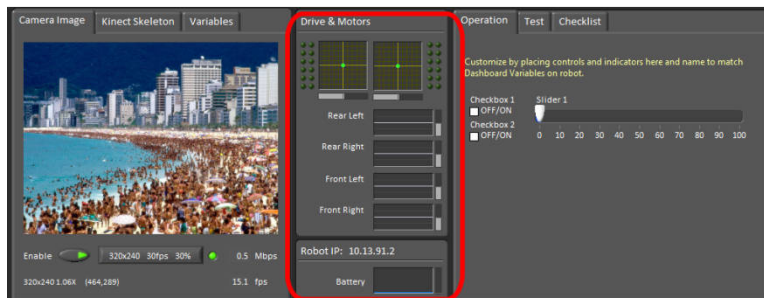 Camera Image Kinect Skeleton Variables
Enable 320x240 30fps 30% 0.5 Mbps
320x240 1.06X (464,289) 15.1 fps
Drive & Motors
Rear Left
Rear Right
Front Left
Front Right
Robot IP: 10.13.91.2
Battery
Operation Test Checklist
Customize by placing controls and indicators here and name to match
Dashboard Variables on robot.
Checkbox 1 Slider 1
OFF/ON
Checkbox 2
OFF/ON 0 10 20 30 40 50 60 70 80 90 100